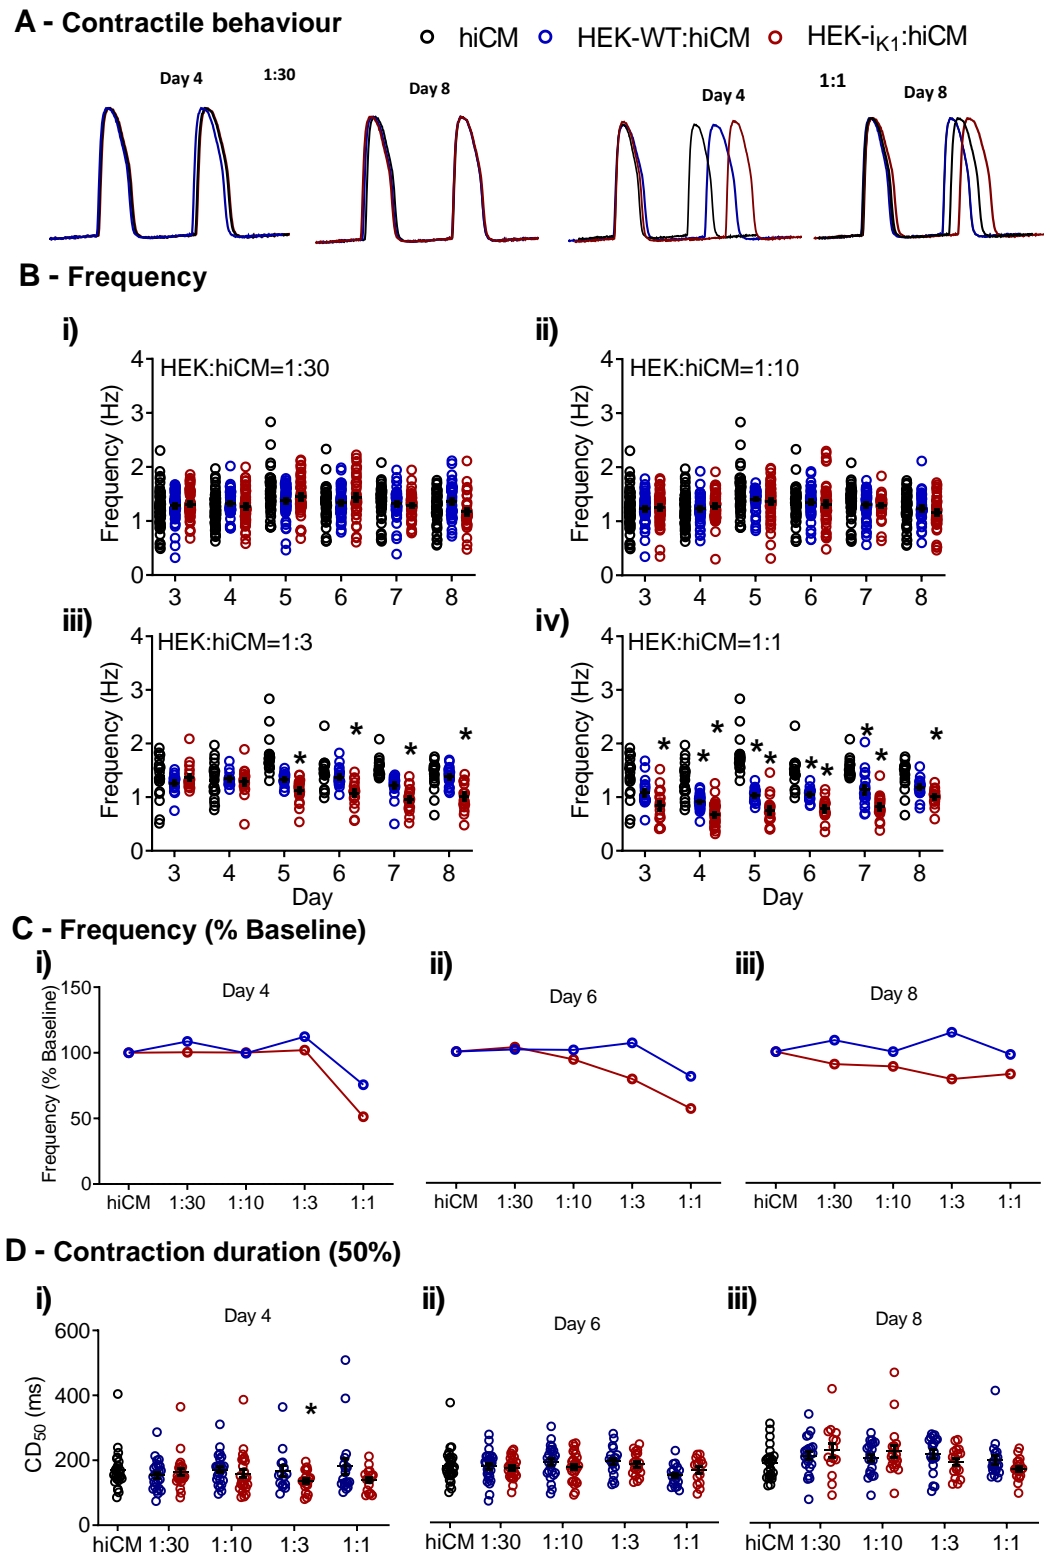 A - Contractile behaviour
hiCM HEK-WT:hiCM HEK-iK1:hiCM
Day 4 1:30 Day 8 Day 4 1:1 Day 8
B - Frequency
i)
HEK:hiCM=1:30
Frequency (Hz)
4
3
2
1
0
3 4 5 6 7 8
ii)
HEK:hiCM=1:10
Frequency (Hz)
4
3
2
1
0
3 4 5 6 7 8
iii)
HEK:hiCM=1:3
Frequency (Hz)
4
3
2
1
0
* * * *
3 4 5 6 7 8
Day
iv)
HEK:hiCM=1:1
Frequency (Hz)
4
3
2
1
0
* * * * * * * * * *
3 4 5 6 7 8
Day
C - Frequency (% Baseline)
i)
Day 4
Frequency (% Baseline)
150
100
50
0
hiCM 1:30 1:10 1:3 1:1
ii)
Day 6
hiCM 1:30 1:10 1:3 1:1
iii)
Day 8
hiCM 1:30 1:10 1:3 1:1
D - Contraction duration (50%)
i)
Day 4
CD50 (ms)
600
400
200
0
*
hiCM 1:30 1:10 1:3 1:1
ii)
Day 6
hiCM 1:30 1:10 1:3 1:1
iii)
Day 8
hiCM 1:30 1:10 1:3 1:1